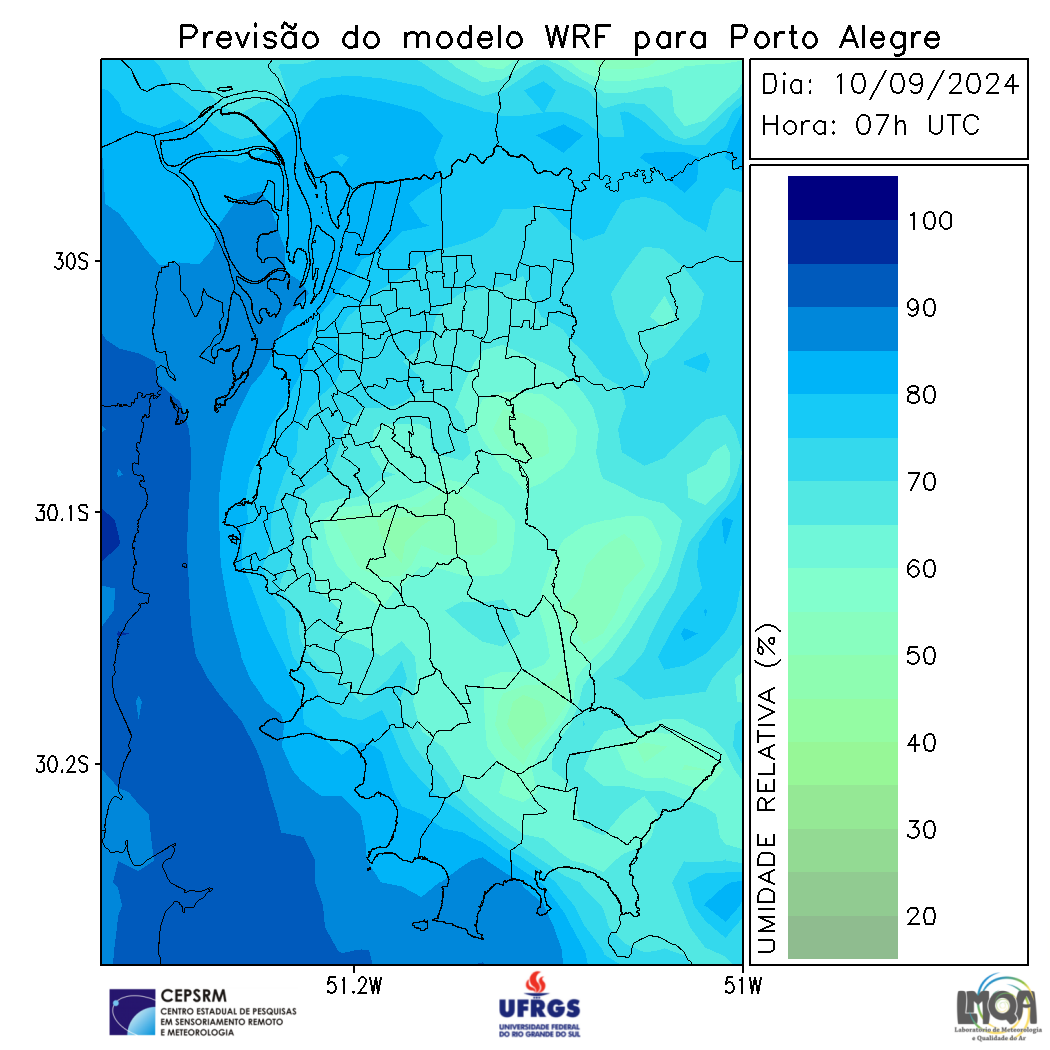 Previsão do modelo WRF para Porto Alegre
Dia: 10/09/2024
Hora: 07h UTC
30S
30.1S
30.2S
51.2W
51W
100
90
80
70
60
50
40
30
20
UMIDADE RELATIVA (%)
CEPSRM
CENTRO ESTADUAL DE PESQUISAS
EM SENSORIAMENTO REMOTO
E METEOROLOGIA
UFRGS
UNIVERSIDADE FEDERAL
DO RIO GRANDE DO SUL
LMQA
Laboratório de Meteorologia
e Qualidade do Ar